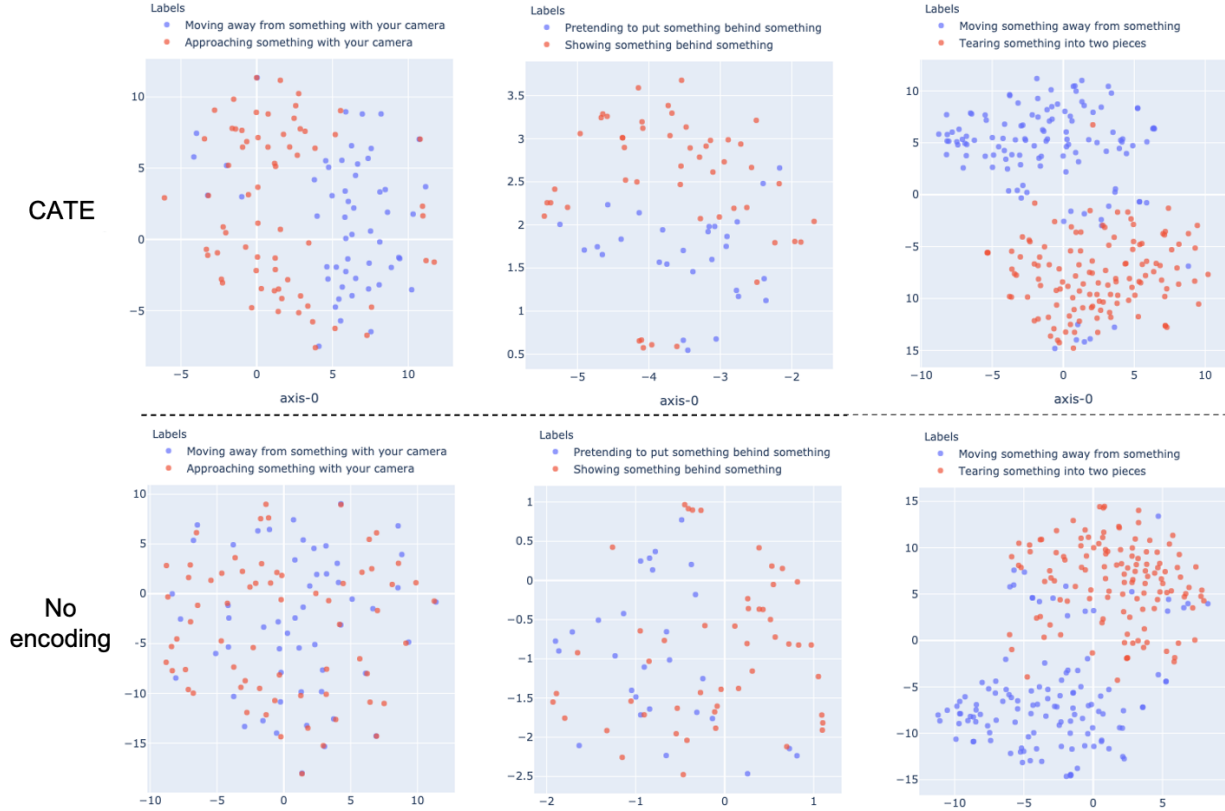 Labels
Moving away from something with your camera
Approaching something with your camera
10
5
0
−5
−5
0
5
10
axis-0
Labels
Pretending to put something behind something
Showing something behind something
3.5
3
2.5
2
1.5
1
0.5
−5
−4
−3
−2
axis-0
Labels
Moving something away from something
Tearing something into two pieces
10
5
0
−5
10
15
−10
−5
0
5
10
axis-0
CATE
Labels
Moving away from something with your camera
Approaching something with your camera
10
5
0
−5
−10
−15
−10
−5
0
5
10
Labels
Pretending to put something behind something
Showing something behind something
1
0.5
0
−0.5
−1
−1.5
−2
−2.5
−2
−1
0
1
Labels
Moving something away from something
Tearing something into two pieces
15
10
5
0
−5
−10
−15
−10
−5
0
5
No
encoding